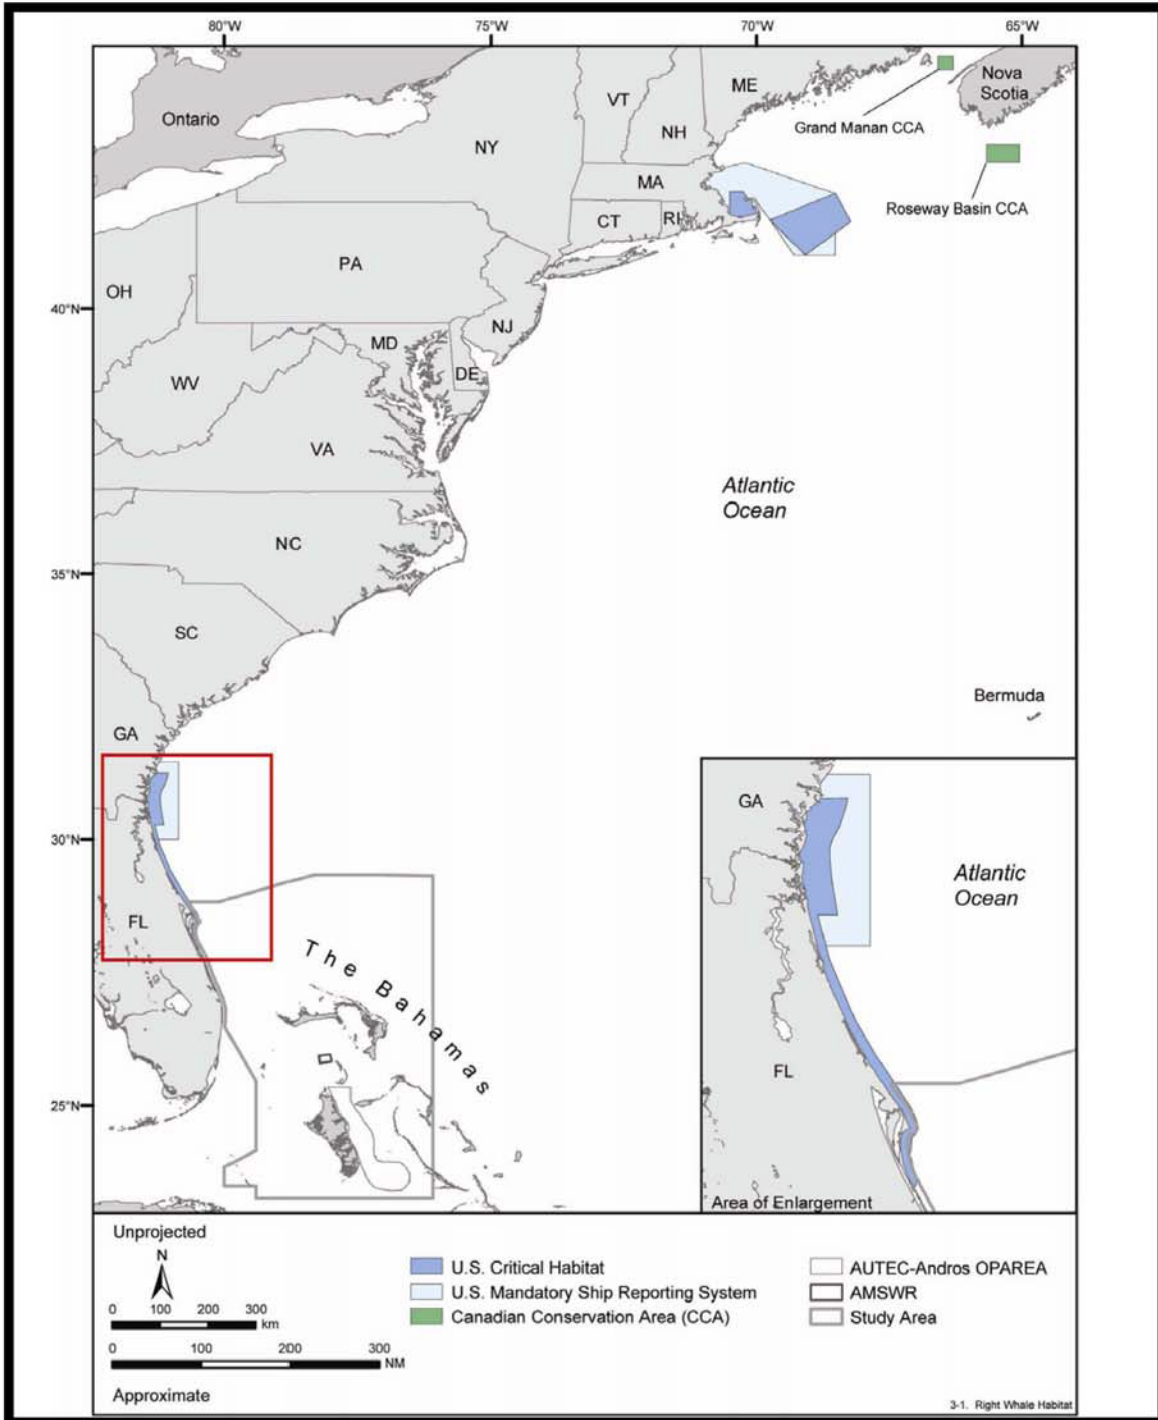 80°W
75°W
70°W
65°W
Ontario
VT
ME
Nova
Scotia
NH
NY
Grand Manan CCA
MA
CT
RI
Roseway Basin CCA
PA
OH
40°N
NJ
MD
DE
WV
VA
Atlantic
Ocean
NC
35°N
SC
Bermuda
GA
30°N
FL
The Bahamas
25°N
GA
Atlantic
Ocean
FL
Area of Enlargement
Unprojected
N
0 100 200 300
km
0 100 200 300
NM
Approximate
U.S. Critical Habitat
U.S. Mandatory Ship Reporting System
Canadian Conservation Area (CCA)
AUTEC-Andros OPAREA
AMSWR
Study Area
3-1. Right Whale Habitat